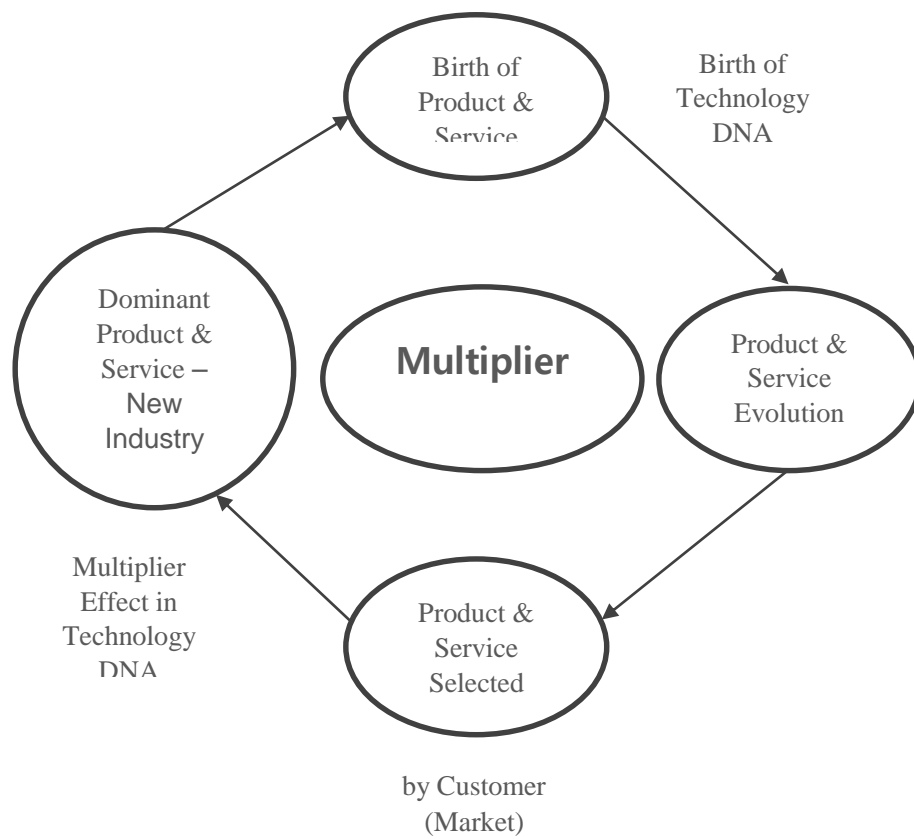 Birth of
Product &
Service
Birth of
Technology
DNA
Dominant
Product &
Service –
New
Industry
Multiplier
Product &
Service
Evolution
Multiplier
Effect in
Technology
DNA
Product &
Service
Selected
by Customer
(Market)